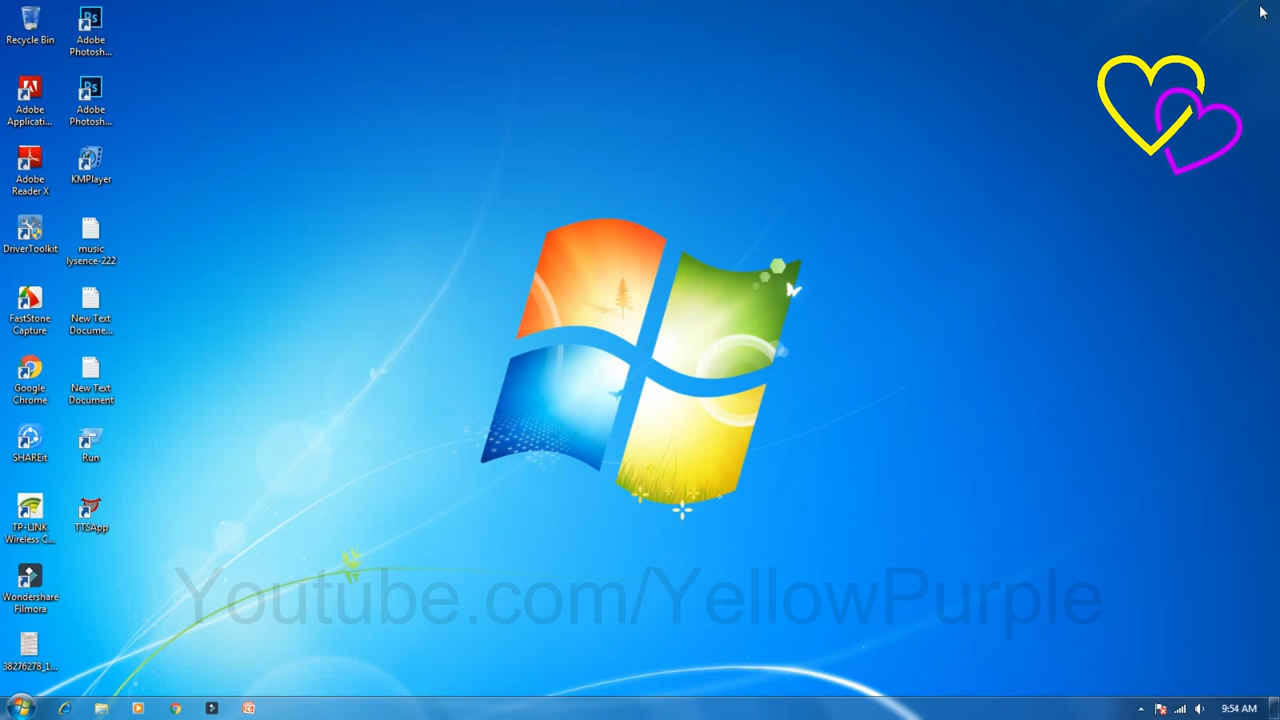 Recycle Bin
Adobe
Photosh...
Adobe
Applicati...
Adobe
Photosh...
Adobe
Reader X
KMPlayer
DriverToolkit
music
lysence-222
FastStone
Capture
New Text
Docume...
Google
Chrome
New Text
Document
SHAREit
Run
TP-LINK
Wireless C...
TTSApp
Wondershare
Filmora
38276278_1...
Youtube.com/YellowPurple
9:54 AM